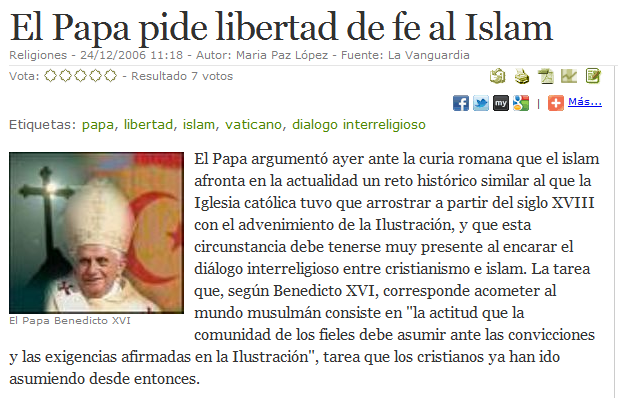 El Papa pide libertad de fe al Islam
Religiones - 24/12/2006 11:18 - Autor: Maria Paz López - Fuente: La Vanguardia
Vota: - Resultado 7 votos
my | Más...
Etiquetas: papa, libertad, islam, vaticano, dialogo interreligioso
El Papa argumentó ayer ante la curia romana que el islam
afronta en la actualidad un reto histórico similar al que la
Iglesia católica tuvo que arrostrar a partir del siglo XVIII
con el advenimiento de la Ilustración, y que esta
circunstancia debe tenerse muy presente al encarar el
diálogo interreligioso entre cristianismo e islam. La tarea
que, según Benedicto XVI, corresponde acometer al
mundo musulmán consiste en "la actitud que la
El Papa Benedicto XVI
comunidad de los fieles debe asumir ante las convicciones
y las exigencias afirmadas en la Ilustración", tarea que los cristianos ya han ido
asumiendo desde entonces.